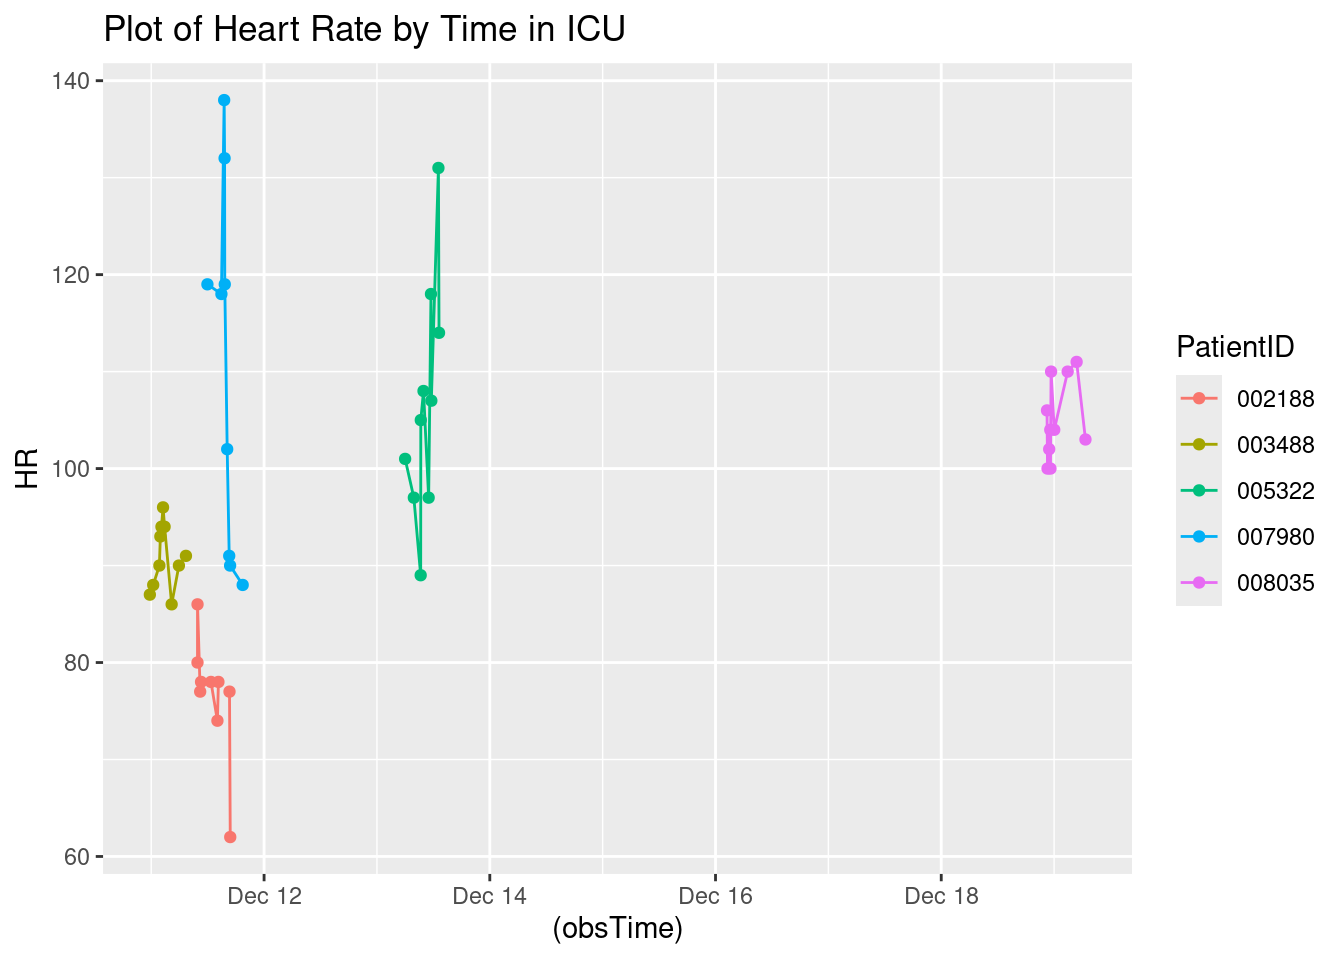 Plot of Heart Rate by Time in ICU
140
120
100
80
60
HR
Dec 12
Dec 14
Dec 16
Dec 18
(obsTime)
PatientID
002188
003488
005322
007980
008035